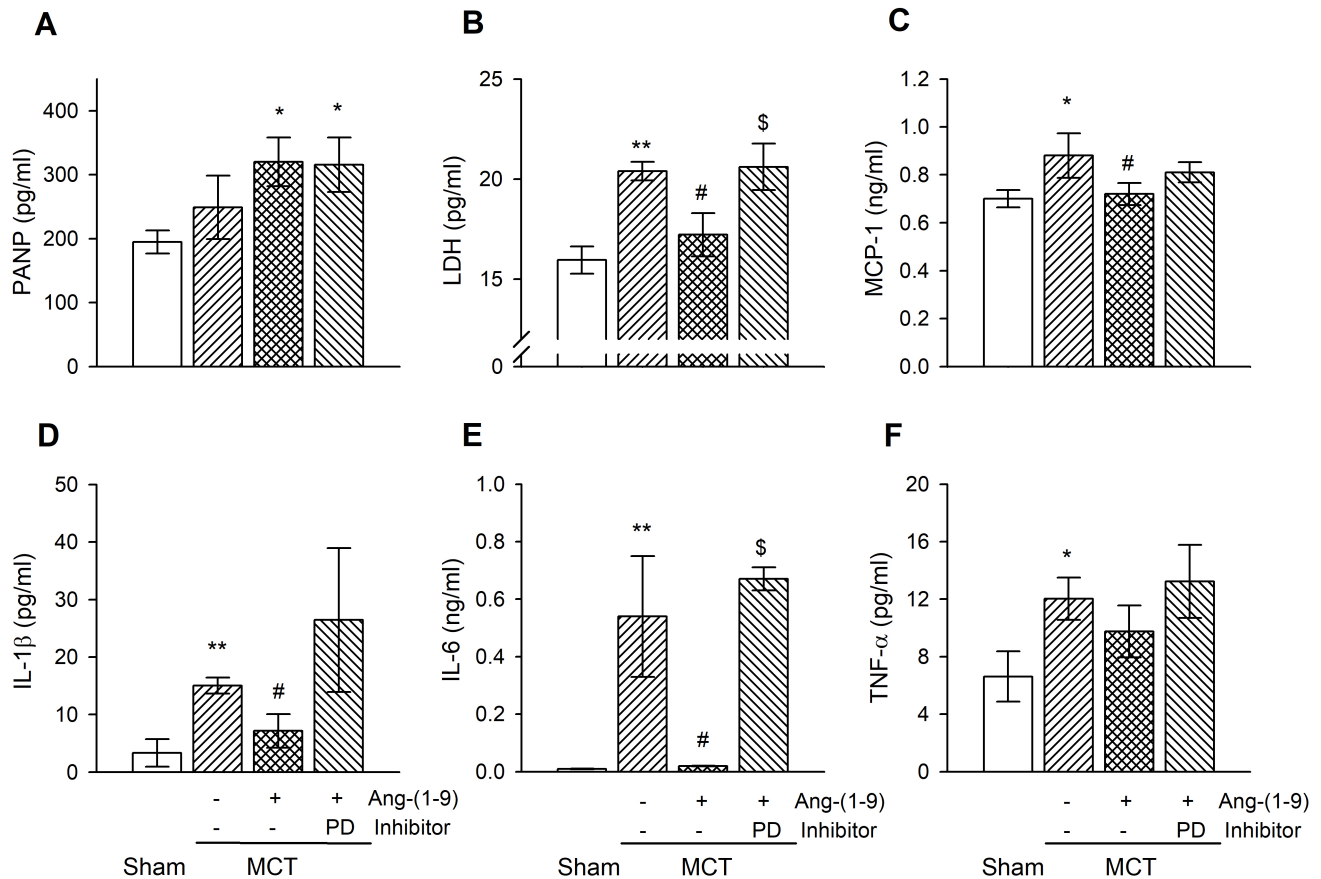 A
B
C
PANP (pg/ml)
400
300
200
100
0
*
*
LDH (pg/ml)
25
20
15
0
**
#
$
MCP-1 (ng/ml)
1.2
1.0
0.8
0.6
0.4
0.2
0.0
*
#
D
E
F
IL-1β (pg/ml)
50
40
30
20
10
0
**
#
IL-6 (ng/ml)
1.0
0.8
0.6
0.4
0.2
0.0
**
#
$
TNF-α (pg/ml)
20
16
12
8
4
0
*
- + + Ang-(1-9)
- - PD Inhibitor
Sham MCT
- + + Ang-(1-9)
- - PD Inhibitor
Sham MCT
- + + Ang-(1-9)
- - PD Inhibitor
Sham MCT